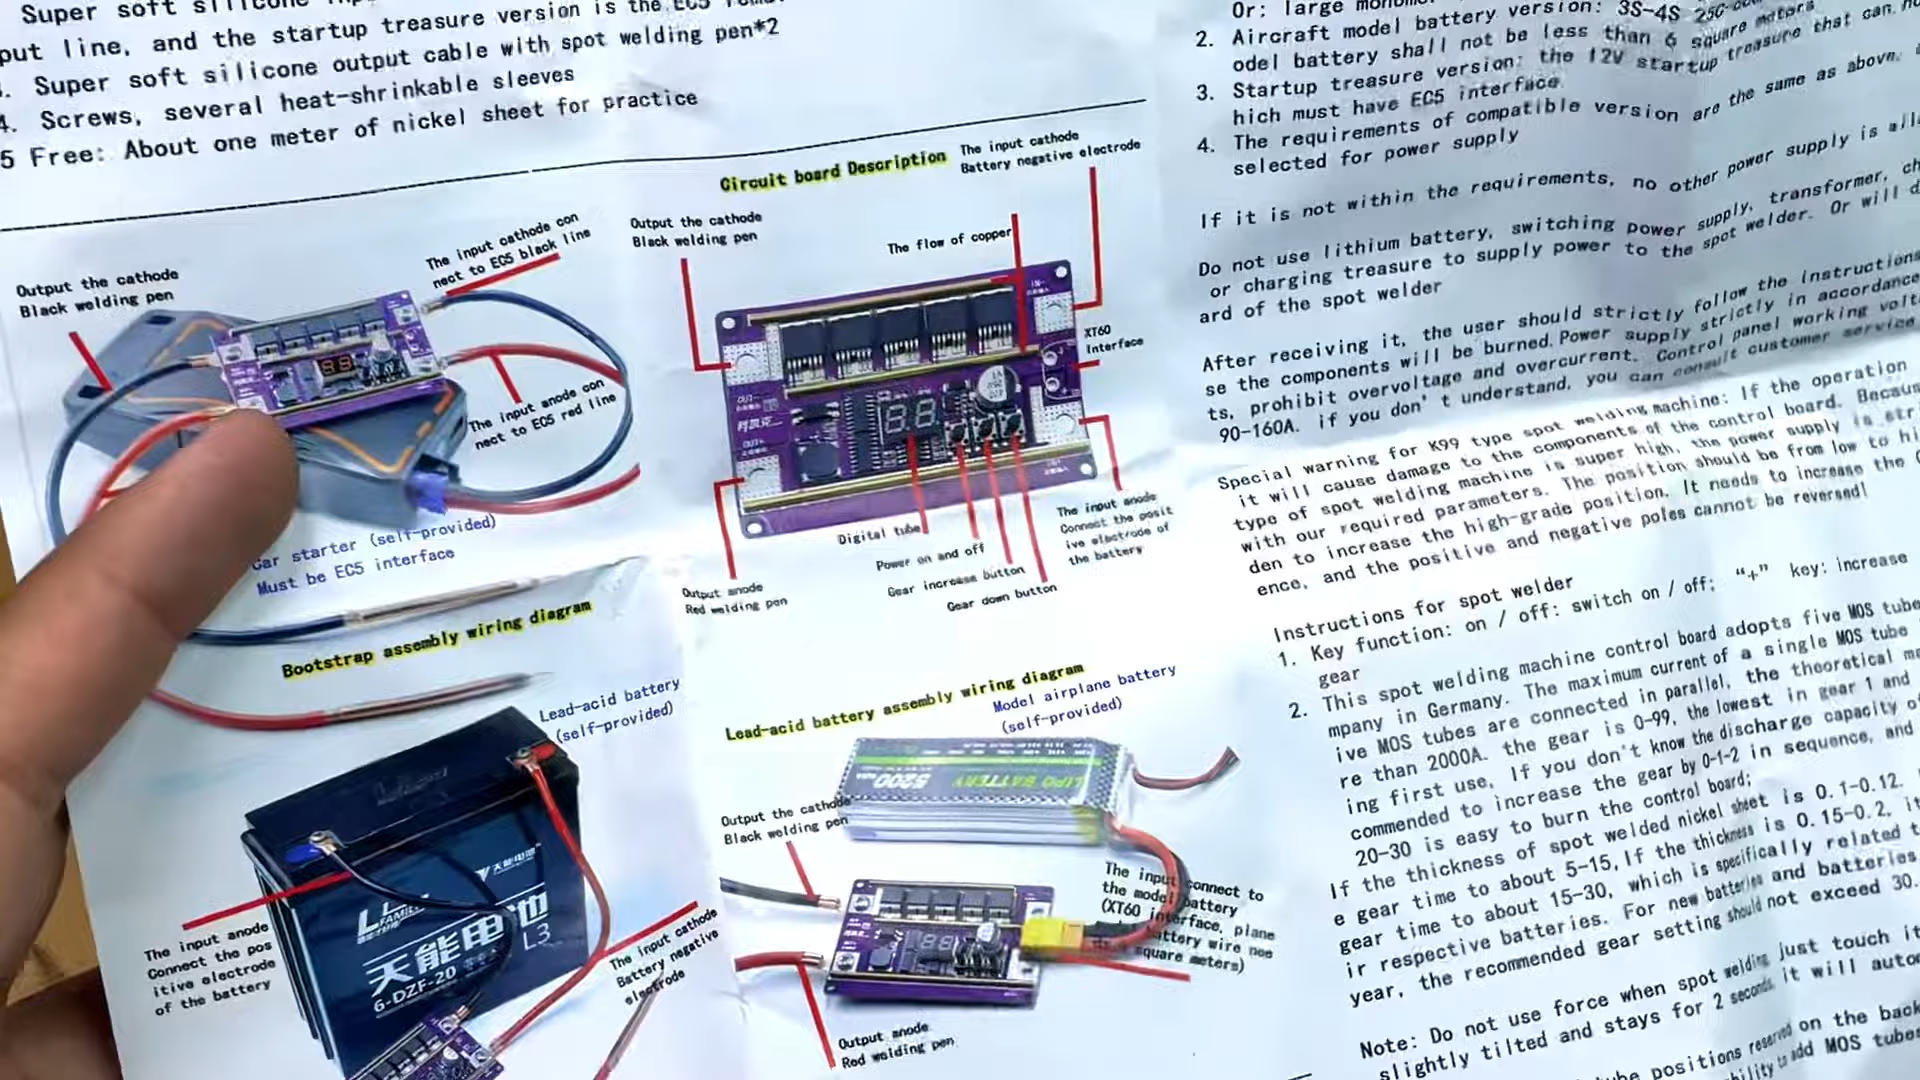 Super soft silicone
put line, and the startup treasure version is the EC5
Super soft silicone output cable with spot welding pen*2
4. Screws, several heat-shrinkable sleeves
5 Free: About one meter of nickel sheet for practice
Output the cathode
Black welding pen
The input cathode con
nect to EC5 black line
The input anode con
nect to EC5 red line
Car starter (self-provided)
Must be EC5 interface
Bootstrap assembly wiring diagram
Circuit board Description
The input cathode
Battery negative electrode
Output the cathode
Black welding pen
The flow of copper
XT60
Interface
Digital tube
Power on and off
Gear increase button
Gear down button
The input anode
Connect the posit
ive electrode of
the battery
Output anode
Red welding pen
88
Lead-acid battery
(self-provided)
天能电池
天能电池
L3
6-DZF-20
The input anode
Connect the pos
itive electrode
of the battery
The input cathode
Battery negative
electrode
Lead-acid battery assembly wiring diagram
Model airplane battery
(self-provided)
LIPO BATTERY
5200
Output the cathode
Black welding pen
The input connect to
the model battery
(XT60 interface, plane
battery wire nee
square meters)
Output anode
Red welding pen
Or: large
2. Aircraft model battery version: 3S-4S 25C
odel battery shall not be less than 6 square
3. Startup treasure version: the 12V startup treasure that can
hich must have EC5 interface
4. The requirements of compatible version are the same as above,
selected for power supply
If it is not within the requirements, no other power supply is
Do not use lithium battery, switching power supply, transformer,
or charging treasure to supply power to the spot welder. Or will
ard of the spot welder
After receiving it, the user should strictly follow the instructions
se the components will be burned. Power supply strictly in accordance
ts, prohibit overvoltage and overcurrent. Control panel working
90-160A. if you don't understand, you can consult customer service
Special warning for K99 type spot welding machine: If the operation
it will cause damage to the components of the control board.
type of spot welding machine is super high, the power supply is
with our required parameters. The position should be from low to
den to increase the high-grade position. It needs to increase the
ence, and the positive and negative poles cannot be reversed!
Instructions for spot welder
1. Key function: on / off: switch on / off; “+” key: increase
gear
2. This spot welding machine control board adopts five MOS
mpany in Germany. The maximum current of a single MOS tube
ive MOS tubes are connected in parallel, the theoretical
re than 2000A. the gear is 0-99, the lowest in gear 1 and
ing first use, If you don't know the discharge capacity
commended to increase the gear by 0-1-2 in sequence, and
20-30 is easy to burn the control board;
If the thickness of spot welded nickel sheet is 0.1-0.12.
e gear time to about 5-15, If the thickness is 0.15-0.2,
gear time to about 15-30, which is specifically related
ir respective batteries. For new batteries and batteries
year, the recommended gear setting should not exceed 30.
Note: Do not use force when spot welding just touch
slightly tilted and stays for 2 seconds, it will
positions reserved on the back
to add MOS